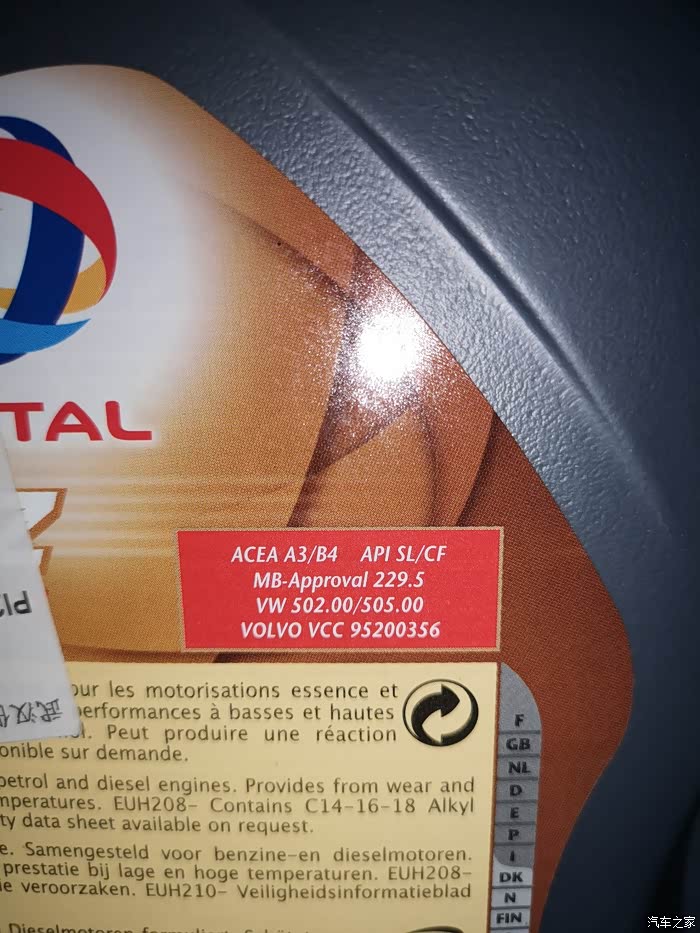 TAL
ACEA A3/B4 API SL/CF
MB-Approval 229.5
VW 502.00/505.00
VOLVO VCC 95200356
our les motorisations essence et
performances à basses et hautes
Peut produire une réaction
onible sur demande.
petrol and diesel engines. Provides from wear and
mperatures. EUH208- Contains C14-16-18 Alkyl
ty data sheet available on request.
e. Samengesteld voor benzine-en dieselmotoren.
prestatie bij lage en hoge temperaturen. EUH208-
le veroorzaken. EUH210- Veiligheidsinformatieblad
F
GB
NL
D
E
P
I
DK
N
FIN
武汉
汽车之家